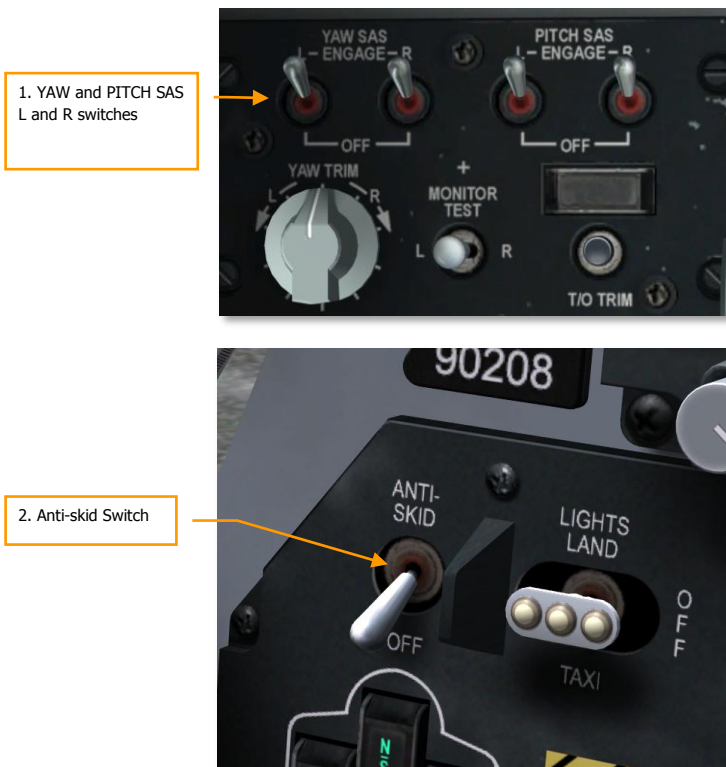 1. YAW and PITCH SAS
L and R switches
YAW SAS
L - ENGAGE - R
OFF
PITCH SAS
L - ENGAGE - R
OFF
YAW TRIM
L R
+
MONITOR
TEST
L R
T/O TRIM
90208
2. Anti-skid Switch
ANTI-
SKID
OFF
LIGHTS
LAND
OFF
TAXI